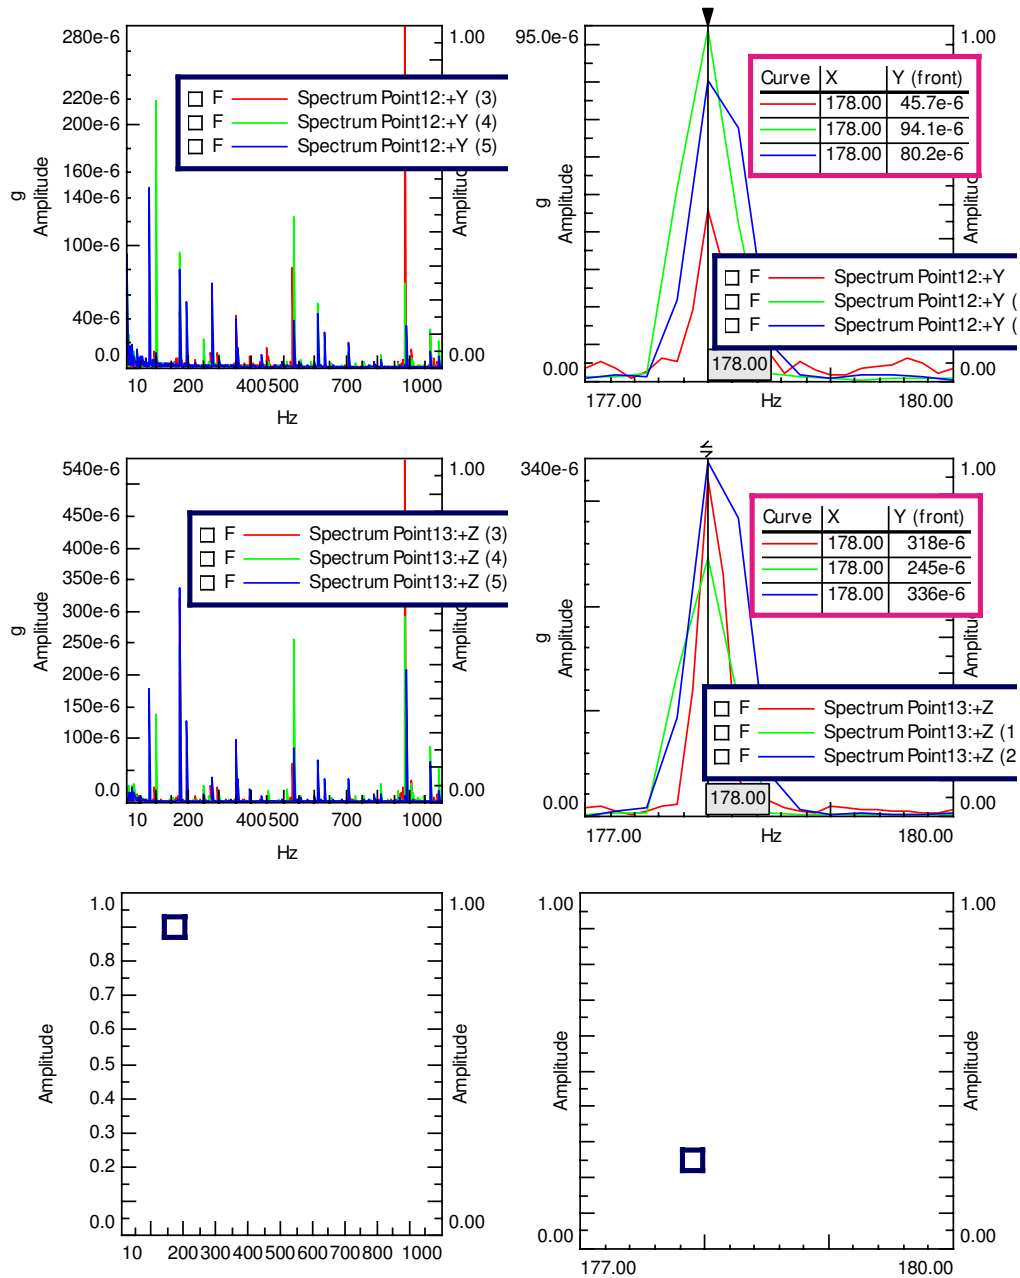 280e-6
220e-6
200e-6
160e-6
140e-6
100e-6
40e-6
0.0
g
Amplitude
1.00
0.00
Amplitude
F Spectrum Point12:+Y (3)
F Spectrum Point12:+Y (4)
F Spectrum Point12:+Y (5)
10 200 400 500 700 1000
Hz
95.0e-6
0.00
g
Amplitude
1.00
0.00
Curve X Y (front)
178.00 45.7e-6
178.00 94.1e-6
178.00 80.2e-6
F Spectrum Point12:+Y
F Spectrum Point12:+Y (
F Spectrum Point12:+Y (
178.00
177.00 Hz 180.00
540e-6
450e-6
400e-6
350e-6
300e-6
200e-6
100e-6
0.0
g
Amplitude
1.00
0.00
F Spectrum Point13:+Z (3)
F Spectrum Point13:+Z (4)
F Spectrum Point13:+Z (5)
10 200 400 500 700 1000
Hz
340e-6
0.00
g
Amplitude
1.00
0.00
Curve X Y (front)
178.00 318e-6
178.00 245e-6
178.00 336e-6
F Spectrum Point13:+Z
F Spectrum Point13:+Z (1
F Spectrum Point13:+Z (2
178.00
177.00 Hz 180.00
1.0
0.9
0.8
0.7
0.6
0.5
0.4
0.3
0.2
0.0
Amplitude
1.00
0.00
Amplitude
10 200 300 400 500 600 700 800 1000
1.00
0.00
Amplitude
1.00
0.00
Amplitude
177.00 180.00